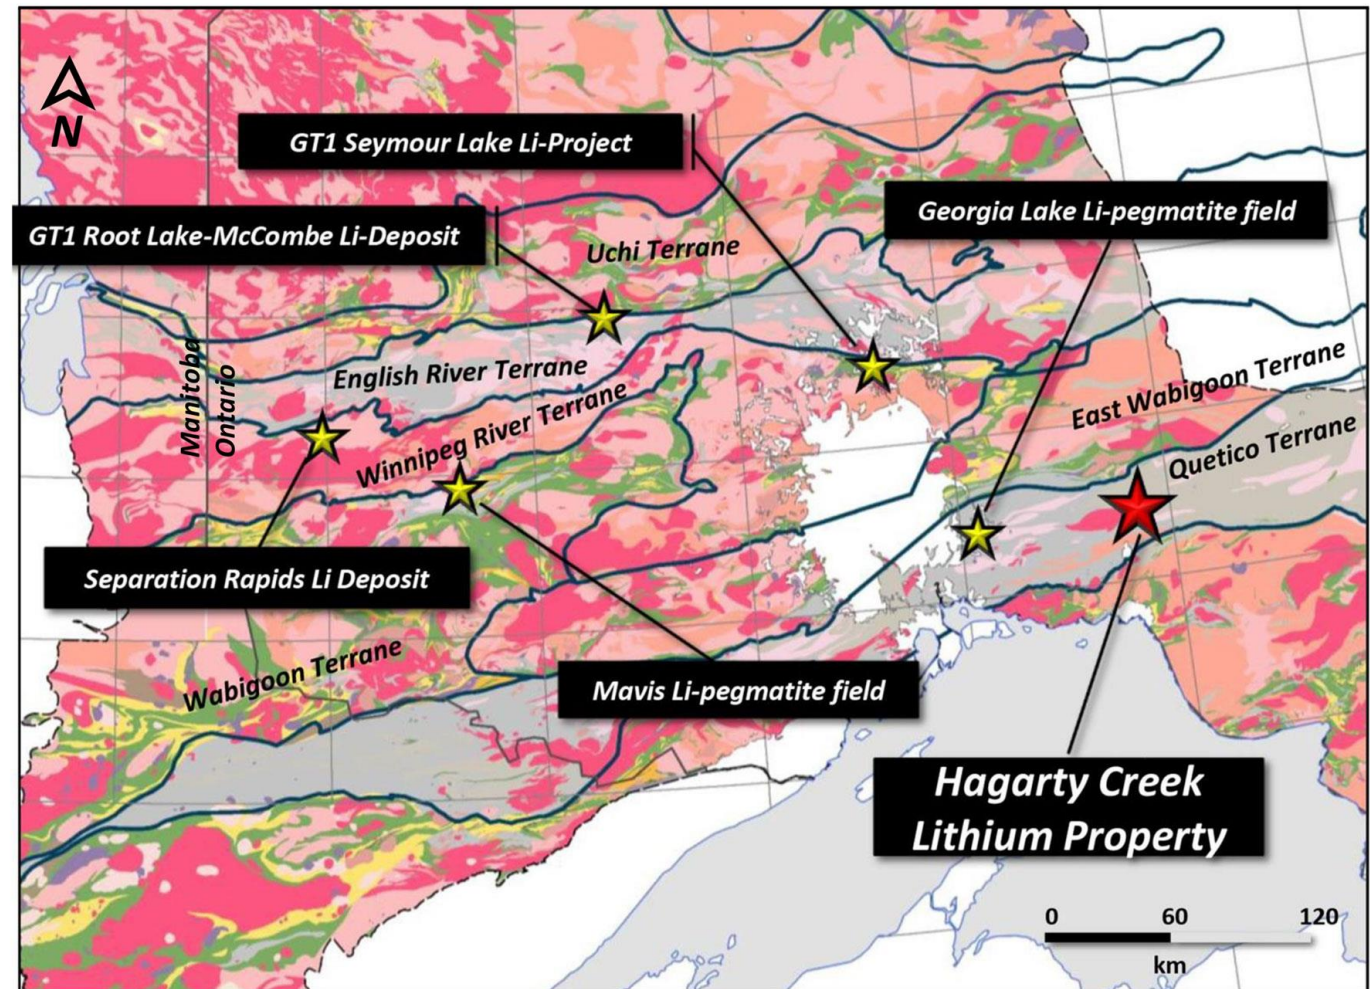 N
GT1 Seymour Lake Li-Project
Georgia Lake Li-pegmatite field
GT1 Root Lake-McCombe Li-Deposit
Uchi Terrane
Manitoba
Ontario
English River Terrane
Winnipeg River Terrane
East Wabigoon Terrane
Quetico Terrane
Separation Rapids Li Deposit
Wabigoon Terrane
Mavis Li-pegmatite field
Hagarty Creek
Lithium Property
0 60 120
km